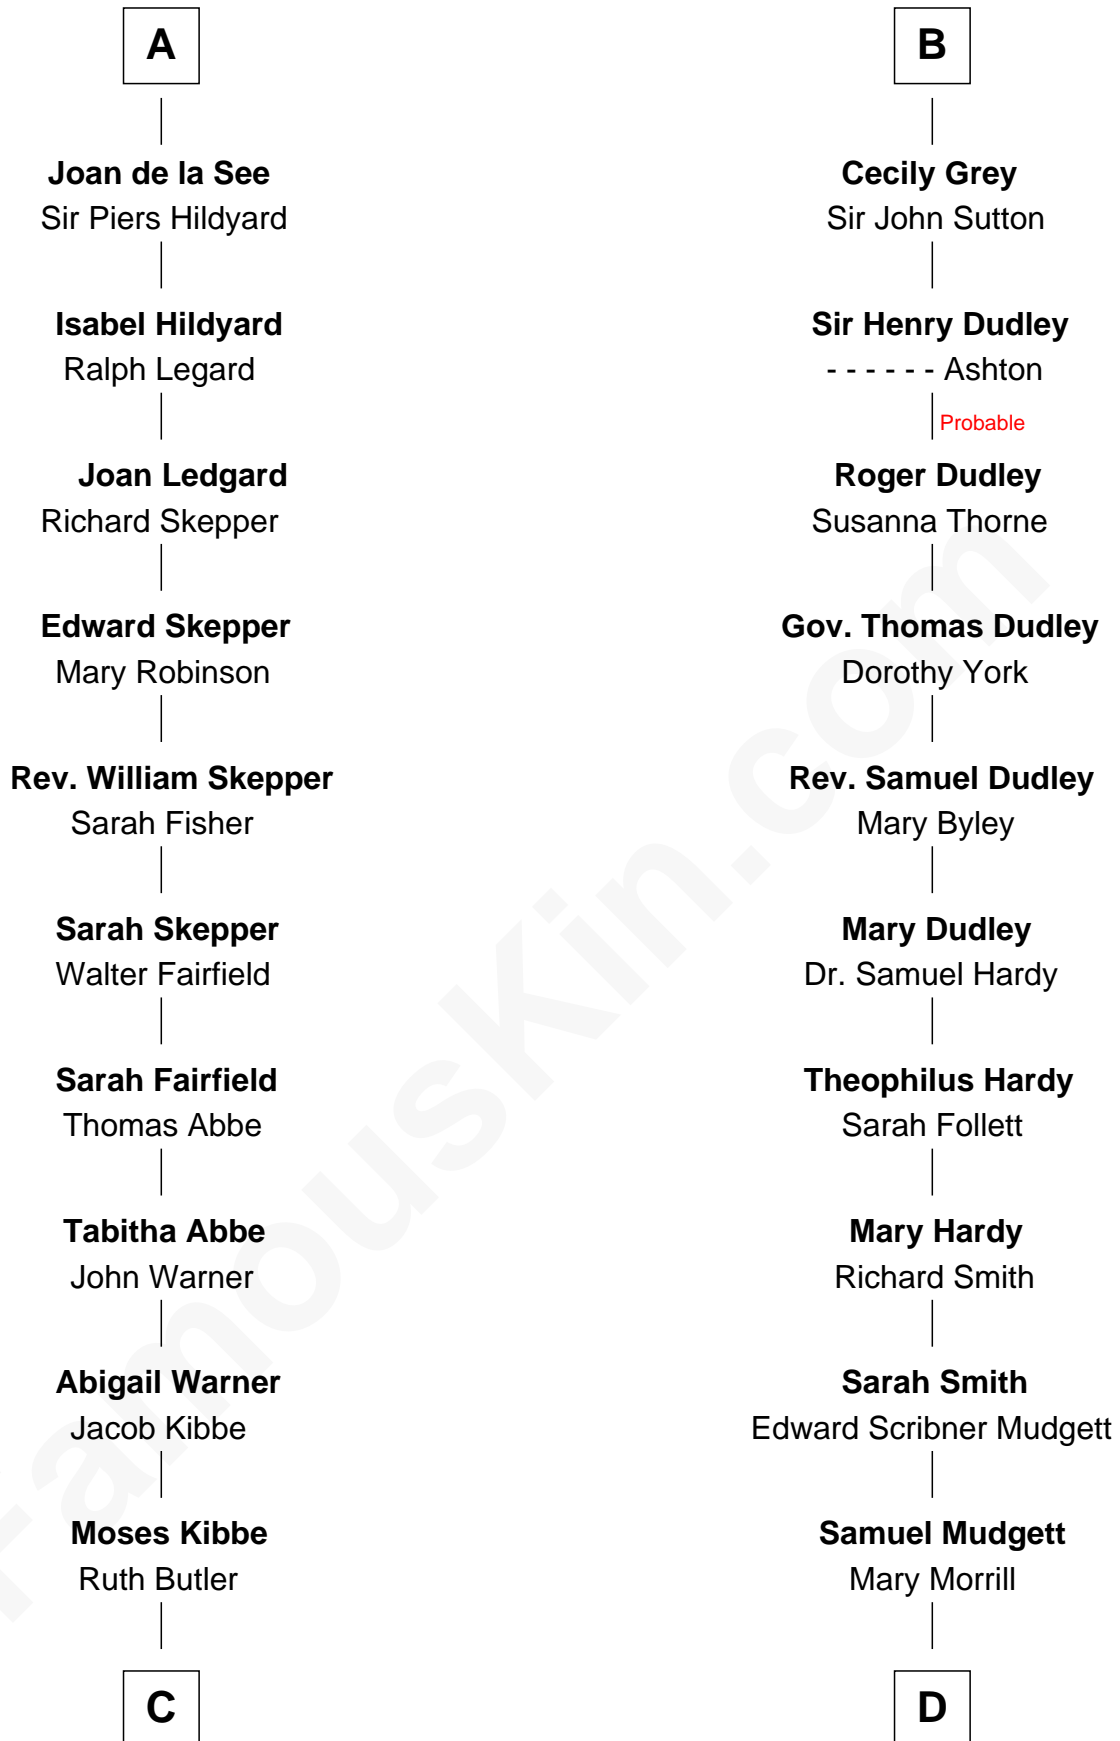 A
Joan de la See
Sir Piers Hildyard
Isabel Hildyard
Ralph Legard
Joan Ledgard
Richard Skepper
Edward Skepper
Mary Robinson
Rev. William Skepper
Sarah Fisher
Sarah Skepper
Walter Fairfield
Sarah Fairfield
Thomas Abbe
Tabitha Abbe
John Warner
Abigail Warner
Jacob Kibbe
Moses Kibbe
Ruth Butler
C
B
Cecily Grey
Sir John Sutton
Sir Henry Dudley
- - - - - - Ashton
Probable
Roger Dudley
Susanna Thorne
Gov. Thomas Dudley
Dorothy York
Rev. Samuel Dudley
Mary Byley
Mary Dudley
Dr. Samuel Hardy
Theophilus Hardy
Sarah Follett
Mary Hardy
Richard Smith
Sarah Smith
Edward Scribner Mudgett
Samuel Mudgett
Mary Morrill
D
FamousKin.com